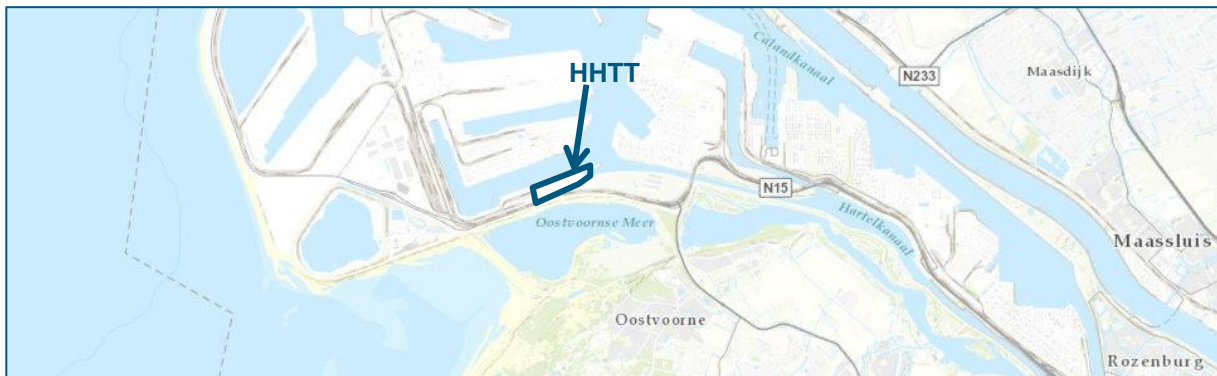 HHTT
Calandkanaal
N233
Maasdijk
N15
Oostvoornse Meer
Hartelkanaal
Maassluis
Oostvoorne
Rozenburg